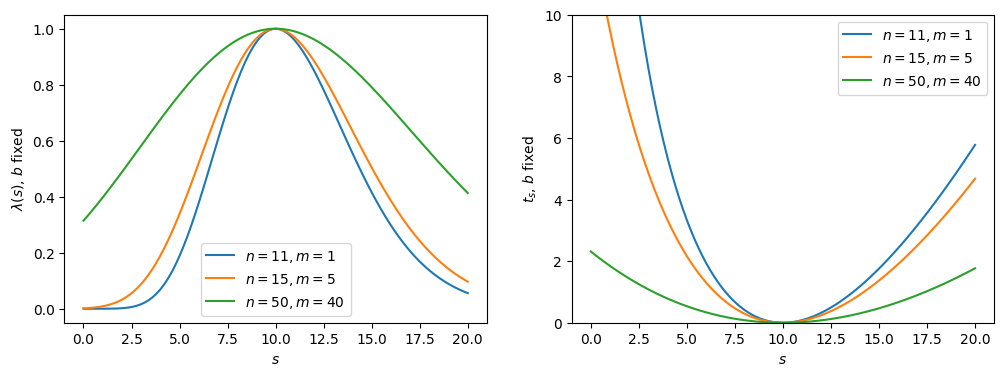 1.0
0.8
0.6
0.4
0.2
0.0
λ(s), b fixed
n = 11, m = 1
n = 15, m = 5
n = 50, m = 40
0.0 2.5 5.0 7.5 10.0 12.5 15.0 17.5 20.0
s
10
8
6
4
2
0
t_s, b fixed
n = 11, m = 1
n = 15, m = 5
n = 50, m = 40
0.0 2.5 5.0 7.5 10.0 12.5 15.0 17.5 20.0
s